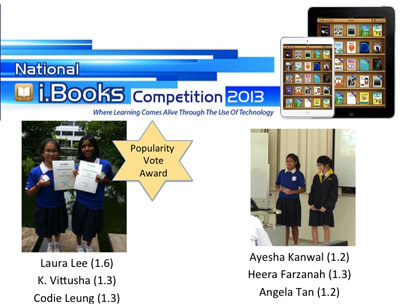 National
i.Books Competition 2013
Where Learning Comes Alive Through The Use Of Technology
Popularity
Vote
Award
Laura Lee (1.6)
K. Vittusha (1.3)
Codie Leung (1.3)
Ayesha Kanwal (1.2)
Heera Farzanah (1.3)
Angela Tan (1.2)